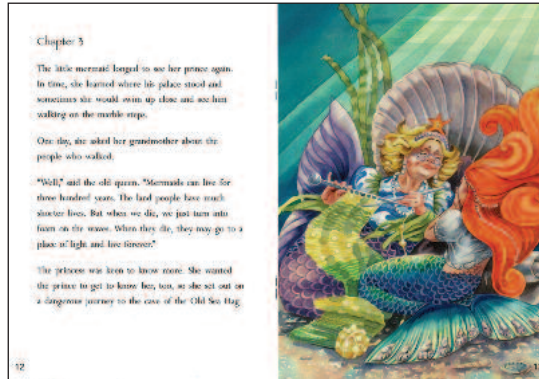 Chapter 3
The little mermaid longed to see her prince again.
In time, she learned where his palace stood and
sometimes she would swim up close and see him
walking on the marble steps.
One day, she asked her grandmother about the
people who walked.
"Well," said the old queen. "Mermaids can live for
three hundred years. The land people have much
shorter lives. But when we die, we just turn into
foam on the waves. When they die, they may go to a
place of light and live forever."
The princess was keen to know more. She wanted
the prince to get to know her, too, so she set out on
a dangerous journey to the cave of the Old Sea Hag
12